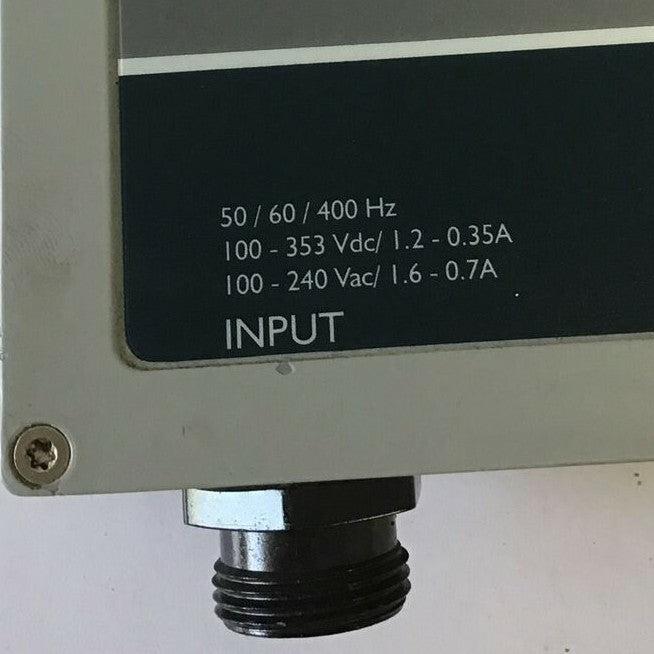 50 / 60 / 400 Hz
100 - 353 Vdc/ 1.2 - 0.35A
100 - 240 Vac/ 1.6 - 0.7A
INPUT